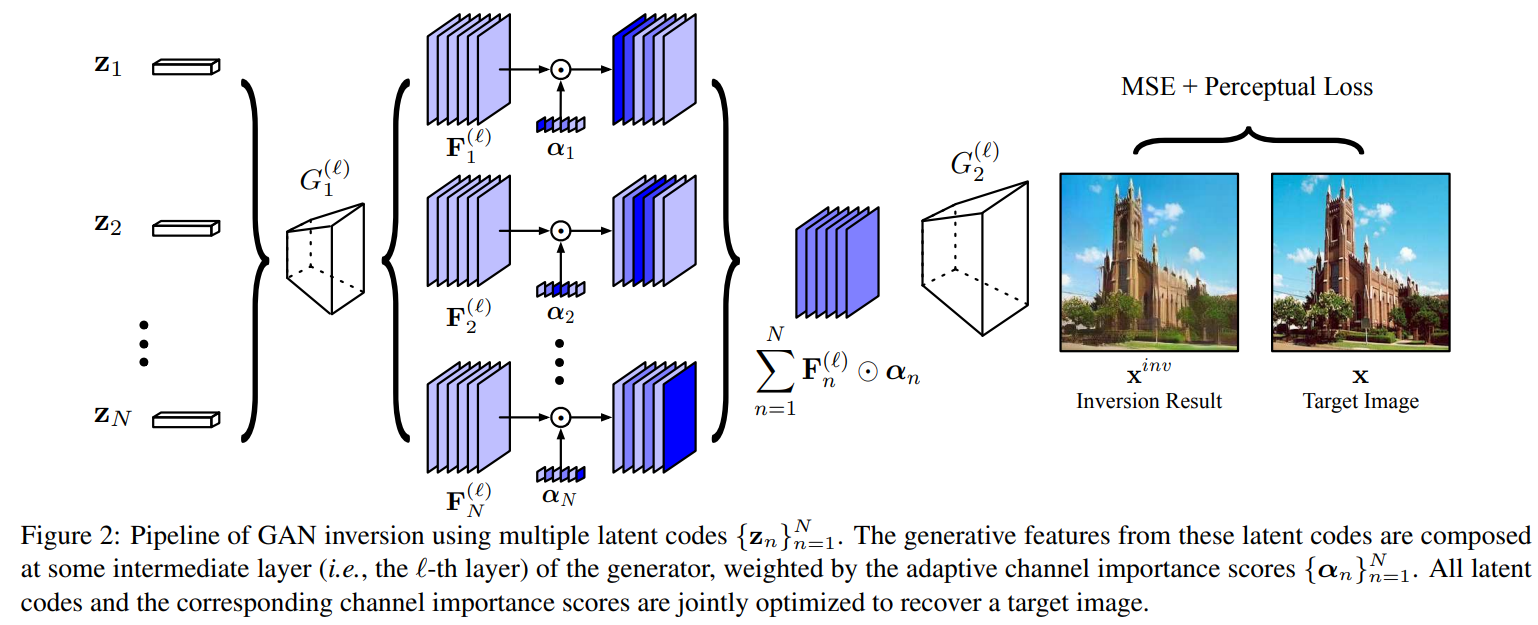 z1
z2
zN
G1(ℓ)
F1(ℓ)
α1
F2(ℓ)
α2
FN(ℓ)
αN
∑n=1N Fn(ℓ) ⊙ αn
G2(ℓ)
MSE + Perceptual Loss
xinv
Inversion Result
x
Target Image
Figure 2: Pipeline of GAN inversion using multiple latent codes {zn}Nn=1. The generative features from these latent codes are composed
at some intermediate layer (i.e., the ℓ-th layer) of the generator, weighted by the adaptive channel importance scores {αn}Nn=1. All latent
codes and the corresponding channel importance scores are jointly optimized to recover a target image.